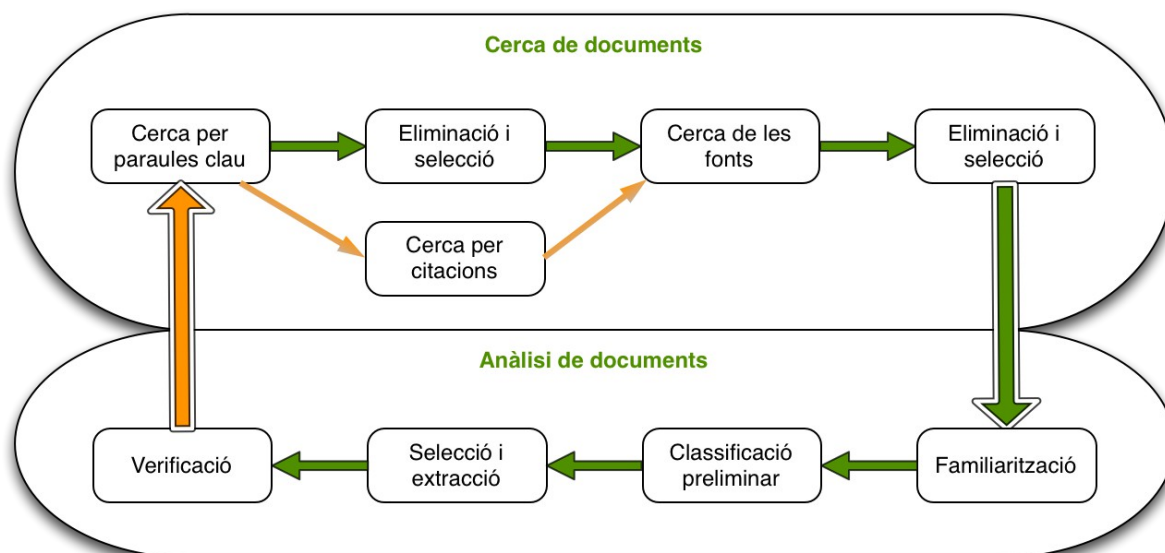 Cerca de documents
Cerca per
paraules clau
Eliminació i
selecció
Cerca de les
fonts
Eliminació i
selecció
Cerca per
citacions
Anàlisi de documents
Verificació
Selecció i
extracció
Classificació
preliminar
Familiarització